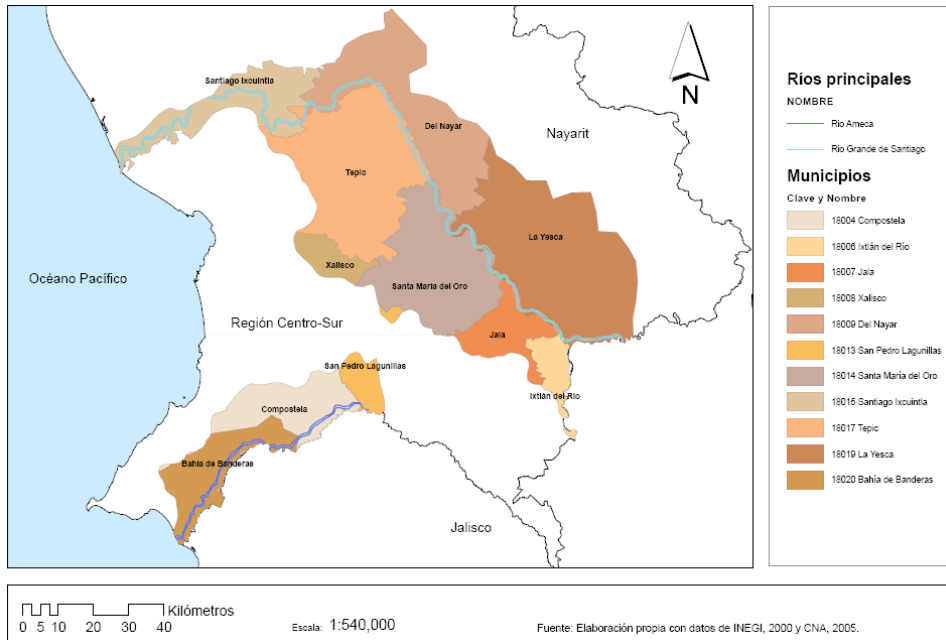 Santiago Ixcuintla
Del Nayar
Nayarit
N
Tepic
La Yesca
Xalisco
Océano Pacífico
Santa María del Oro
Región Centro-Sur
Jala
San Pedro Lagunillas
Ixtlán del Río
Compostela
Bahía de Banderas
Jalisco
Ríos principales
NOMBRE
Río Ameca
Río Grande de Santiago
Municipios
Clave y Nombre
18004 Compostela
18006 Ixtlán del Río
18007 Jala
18008 Xalisco
18009 Del Nayar
18013 San Pedro Lagunillas
18014 Santa María del Oro
18015 Santiago Ixcuintla
18017 Tepic
18019 La Yesca
18020 Bahía de Banderas
Kilómetros
0 5 10 20 30 40
Escala: 1:540,000
Fuente: Elaboración propia con datos de INEGI, 2000 y CNA, 2005.